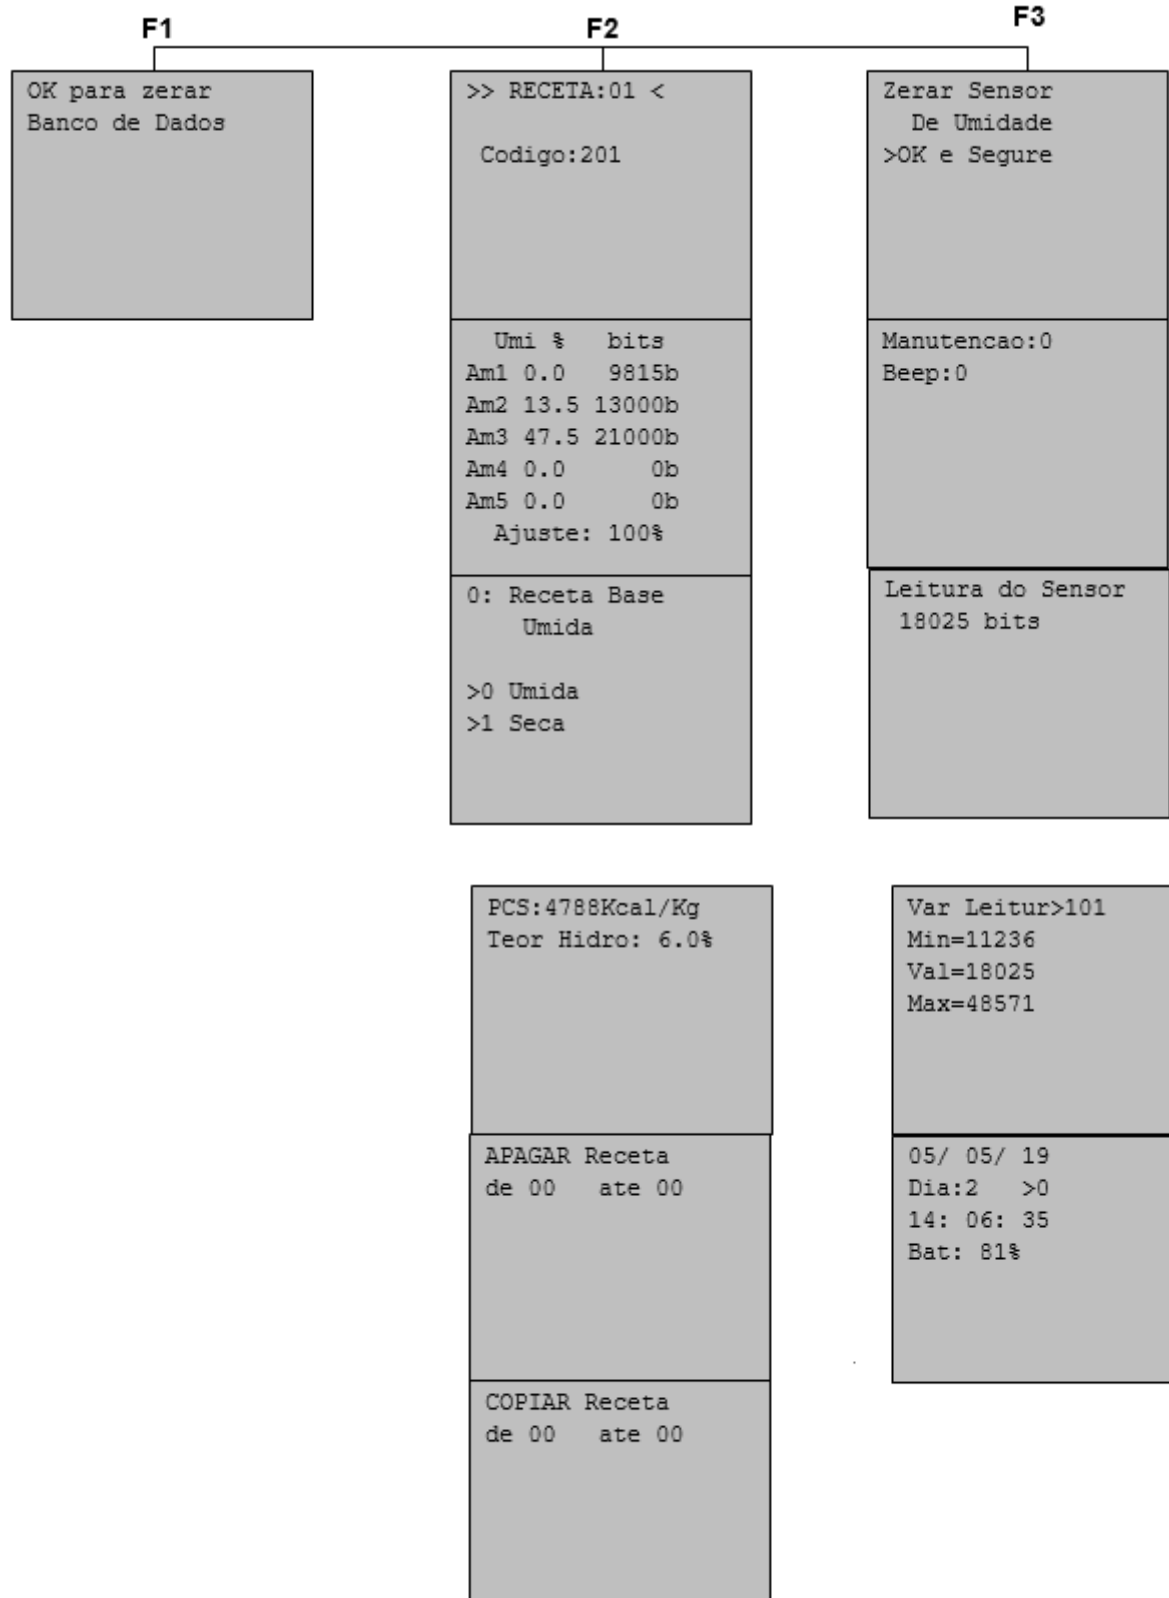 F1
F2
F3
OK para zerar
Banco de Dados
>> RECETA:01 <
Codigo:201
Umi % bits
Am1 0.0 9815b
Am2 13.5 13000b
Am3 47.5 21000b
Am4 0.0 0b
Am5 0.0 0b
Ajuste: 100%
0: Receta Base
Umida
>0 Umida
>1 Seca
PCS:4788Kcal/Kg
Teor Hidro: 6.0%
APAGAR Receta
de 00 ate 00
COPIAR Receta
de 00 ate 00
Zerar Sensor
De Umidade
>OK e Segure
Manutencao:0
Beep:0
Leitura do Sensor
18025 bits
Var Leitur>101
Min=11236
Val=18025
Max=48571
05/ 05/ 19
Dia:2 >0
14: 06: 35
Bat: 81%